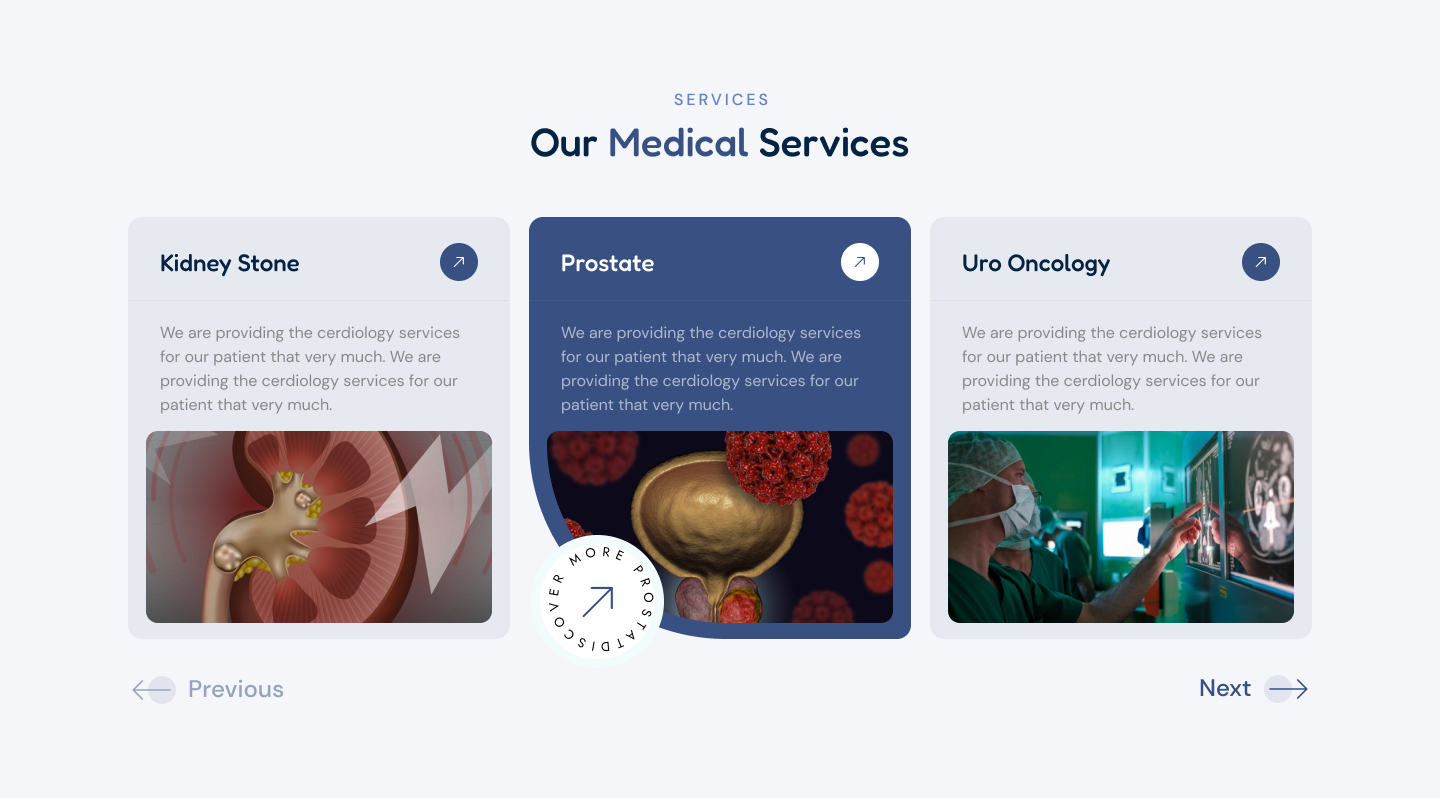 SERVICES
Our Medical Services
Kidney Stone
We are providing the cerdiology services
for our patient that very much. We are
providing the cerdiology services for our
patient that very much.
Prostate
We are providing the cerdiology services
for our patient that very much. We are
providing the cerdiology services for our
patient that very much.
DISCOVER MORE PROSTAT
Uro Oncology
We are providing the cerdiology services
for our patient that very much. We are
providing the cerdiology services for our
patient that very much.
Previous
Next